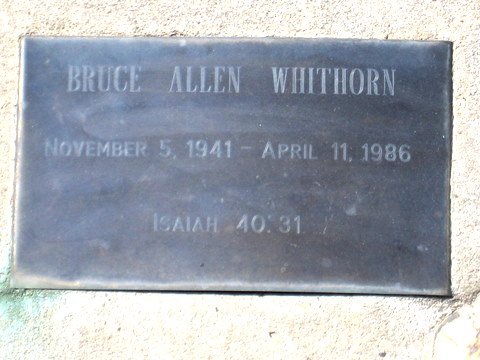 Bruce Allen Whithorn
November 5, 1941 – April 11, 1986
Isaiah 40:31